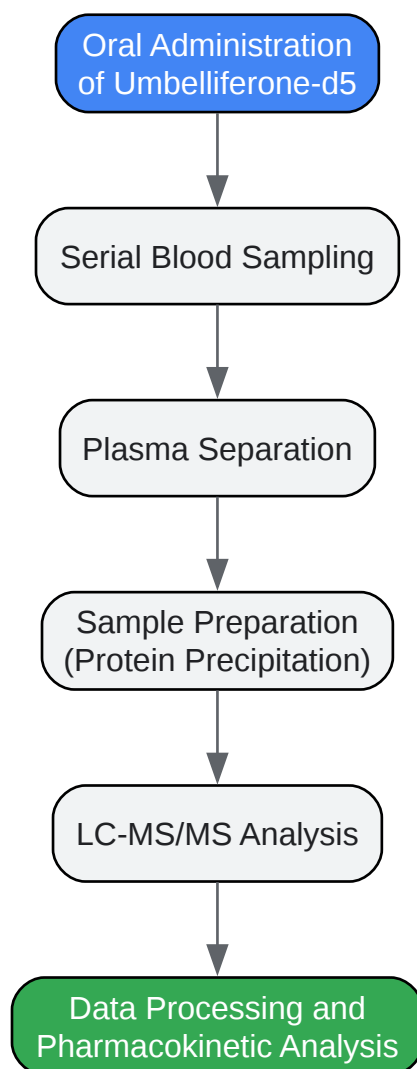 Oral Administration
of Umbelliferone-d5
Serial Blood Sampling
Plasma Separation
Sample Preparation
(Protein Precipitation)
LC-MS/MS Analysis
Data Processing and
Pharmacokinetic Analysis